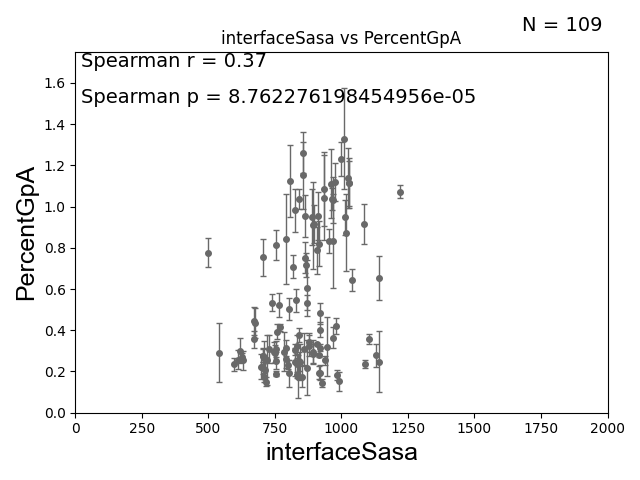 N = 109
interfaceSasa vs PercentGpA
Spearman r = 0.37
Spearman p = 8.762276198454956e-05
PercentGpA
1.6
1.4
1.2
1.0
0.8
0.6
0.4
0.2
0.0
0 250 500 750 1000 1250 1500 1750 2000
interfaceSasa